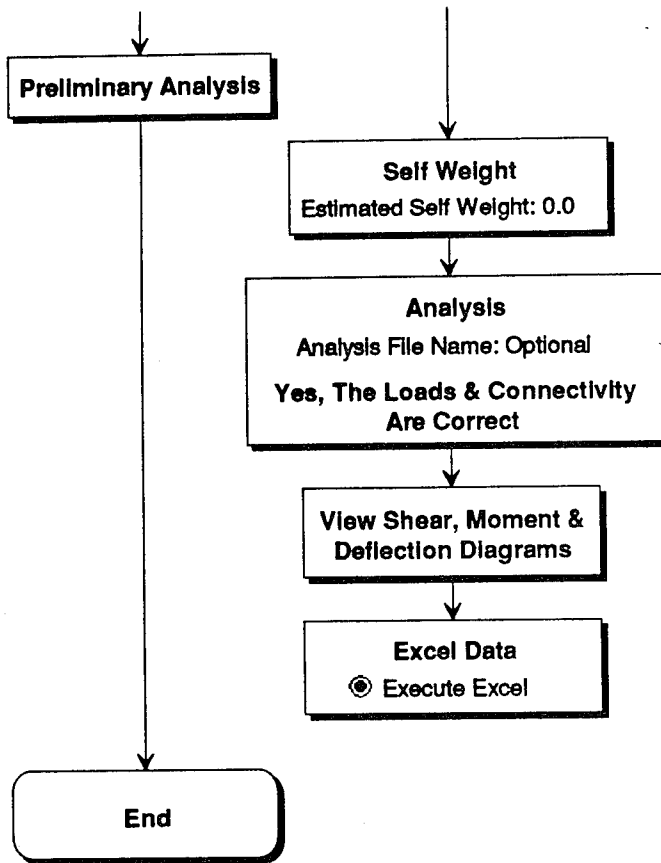 Preliminary Analysis
Self Weight
Estimated Self Weight: 0.0
Analysis
Analysis File Name: Optional
Yes, The Loads & Connectivity
Are Correct
View Shear, Moment &
Deflection Diagrams
Excel Data
Execute Excel
End